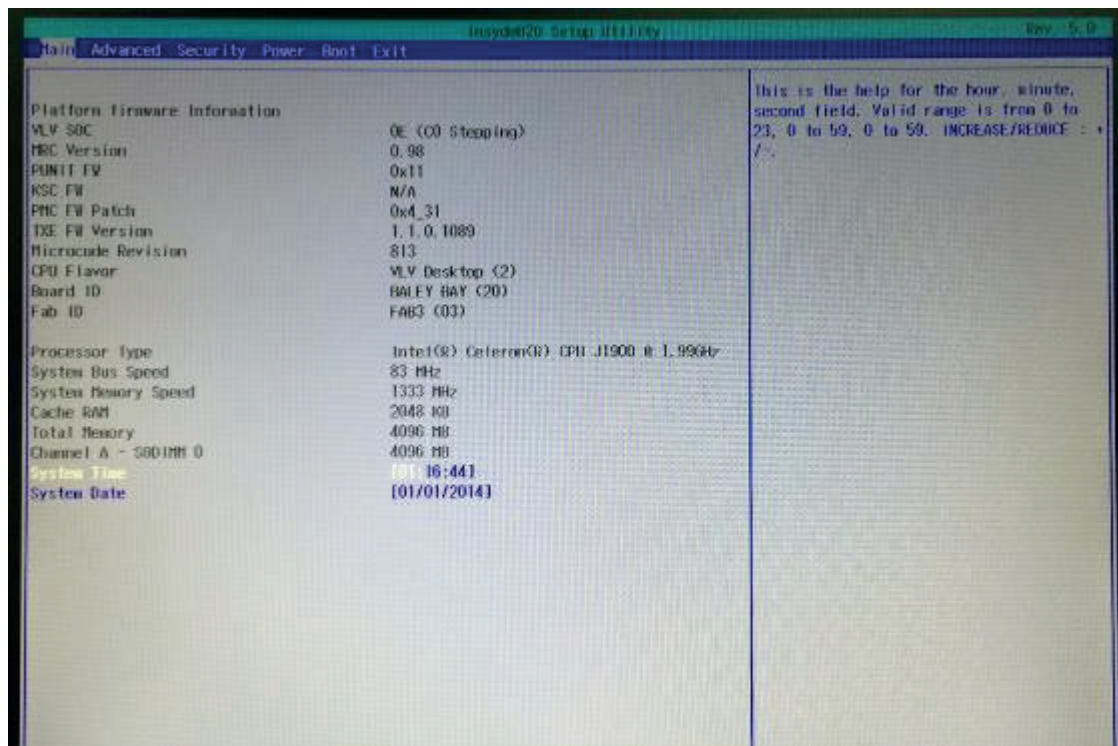 InsydeH20 Setup Utility Rev. 5.0
Main Advanced Security Power Boot Exit
Platform firmware Information
VLV SOC 0E (C0 Stepping)
MRC Version 0.98
PUNIT FW 0x11
KSC FW N/A
PMC FW Patch 0x4_31
TXE FW Version 1.1.0.1089
Microcode Revision 813
CPU Flavor VLV Desktop (2)
Board ID BALEY BAY (20)
Fab ID FAB3 (03)
Processor Type Intel(R) Celeron(R) CPU J1900 @ 1.99GHz
System Bus Speed 83 MHz
System Memory Speed 1333 MHz
Cache RAM 2048 KB
Total Memory 4096 MB
Channel A - SODIMM 0 4096 MB
System Time [01:16:44]
System Date [01/01/2014]
This is the help for the hour, minute,
second field. Valid range is from 0 to
23, 0 to 59, 0 to 59. INCREASE/REDUCE : +
/-.